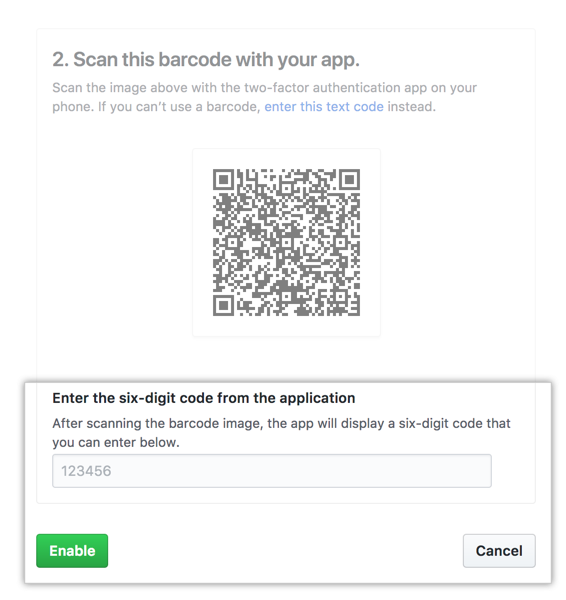 2. Scan this barcode with your app.
Scan the image above with the two-factor authentication app on your
phone. If you can’t use a barcode, enter this text code instead.
Enter the six-digit code from the application
After scanning the barcode image, the app will display a six-digit code that
you can enter below.
123456
Enable
Cancel